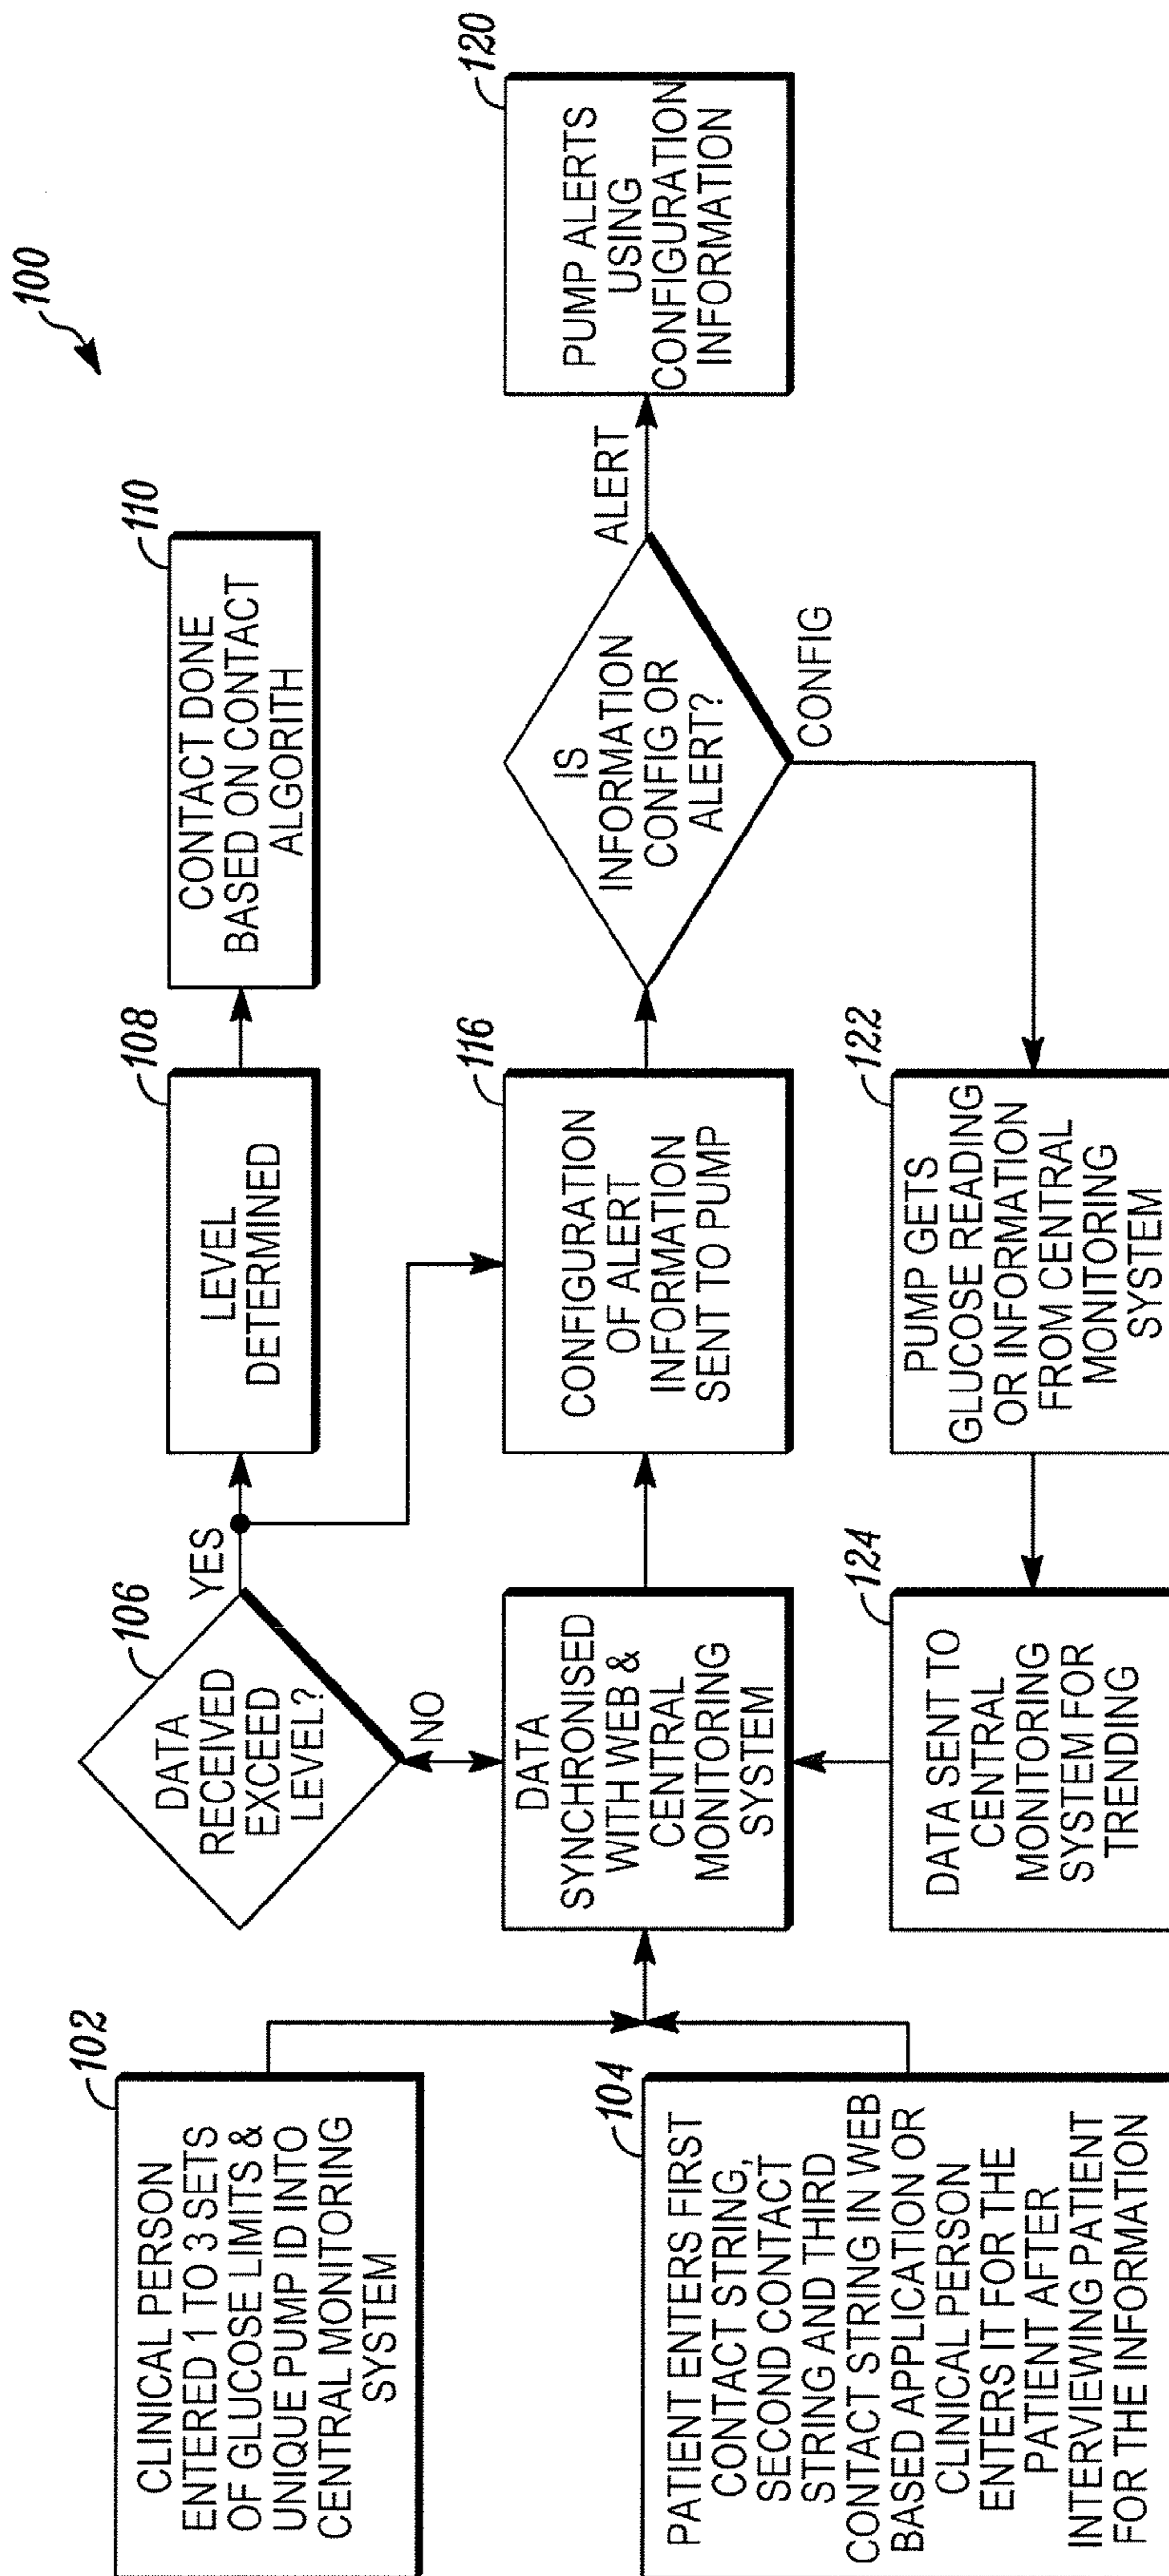 100
102
CLINICAL PERSON
ENTERED 1 TO 3 SETS
OF GLUCOSE LIMITS &
UNIQUE PUMP ID INTO
CENTRAL MONITORING
SYSTEM
104
PATIENT ENTERS FIRST
CONTACT STRING,
SECOND CONTACT
STRING AND THIRD
CONTACT STRING IN WEB
BASED APPLICATION OR
CLINICAL PERSON
ENTERS IT FOR THE
PATIENT AFTER
INTERVIEWING PATIENT
FOR THE INFORMATION
106
DATA
RECEIVED
EXCEED
LEVEL?
YES
NO
DATA
SYNCHRONISED
WITH WEB &
CENTRAL
MONITORING
SYSTEM
124
DATA SENT TO
CENTRAL
MONITORING
SYSTEM FOR
TRENDING
108
LEVEL
DETERMINED
116
CONFIGURATION
OF ALERT
INFORMATION
SENT TO PUMP
122
PUMP GETS
GLUCOSE READING
OR INFORMATION
FROM CENTRAL
MONITORING
SYSTEM
110
CONTACT DONE
BASED ON CONTACT
ALGORITH
IS
INFORMATION
CONFIG OR
ALERT?
ALERT
CONFIG
120
PUMP ALERTS
USING
CONFIGURATION
INFORMATION